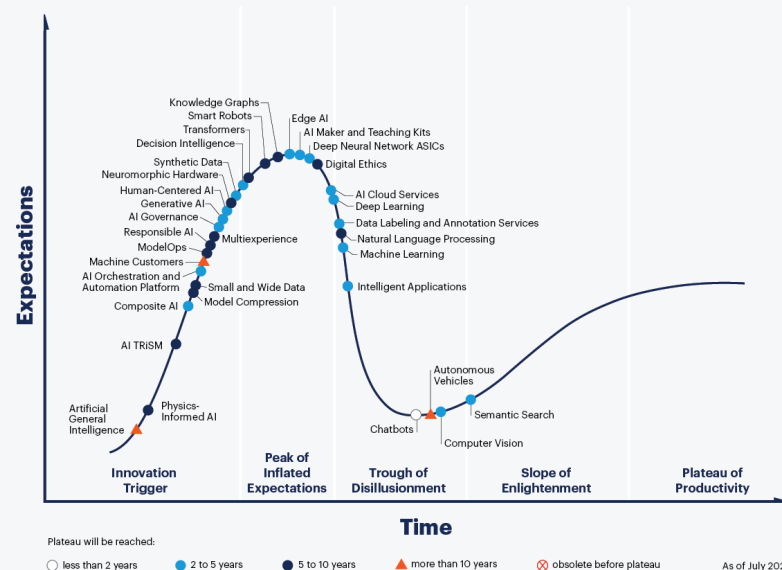 Expectations
Knowledge Graphs
Smart Robots
Transformers
Decision Intelligence
Synthetic Data
Neuromorphic Hardware
Human-Centered AI
Generative AI
AI Governance
Responsible AI
Multiexperience
ModelOps
Machine Customers
AI Orchestration and
Automation Platform
Small and Wide Data
Model Compression
Composite AI
AI TRiSM
Artificial
General
Intelligence
Physics-
Informed AI
Edge AI
AI Maker and Teaching Kits
Deep Neural Network ASICs
Digital Ethics
AI Cloud Services
Deep Learning
Data Labeling and Annotation Services
Natural Language Processing
Machine Learning
Intelligent Applications
Autonomous
Vehicles
Chatbots
Computer Vision
Semantic Search
Innovation
Trigger
Peak of
Inflated
Expectations
Trough of
Disillusionment
Slope of
Enlightenment
Plateau of
Productivity
Time
Plateau will be reached:
less than 2 years
2 to 5 years
5 to 10 years
more than 10 years
obsolete before plateau
As of July